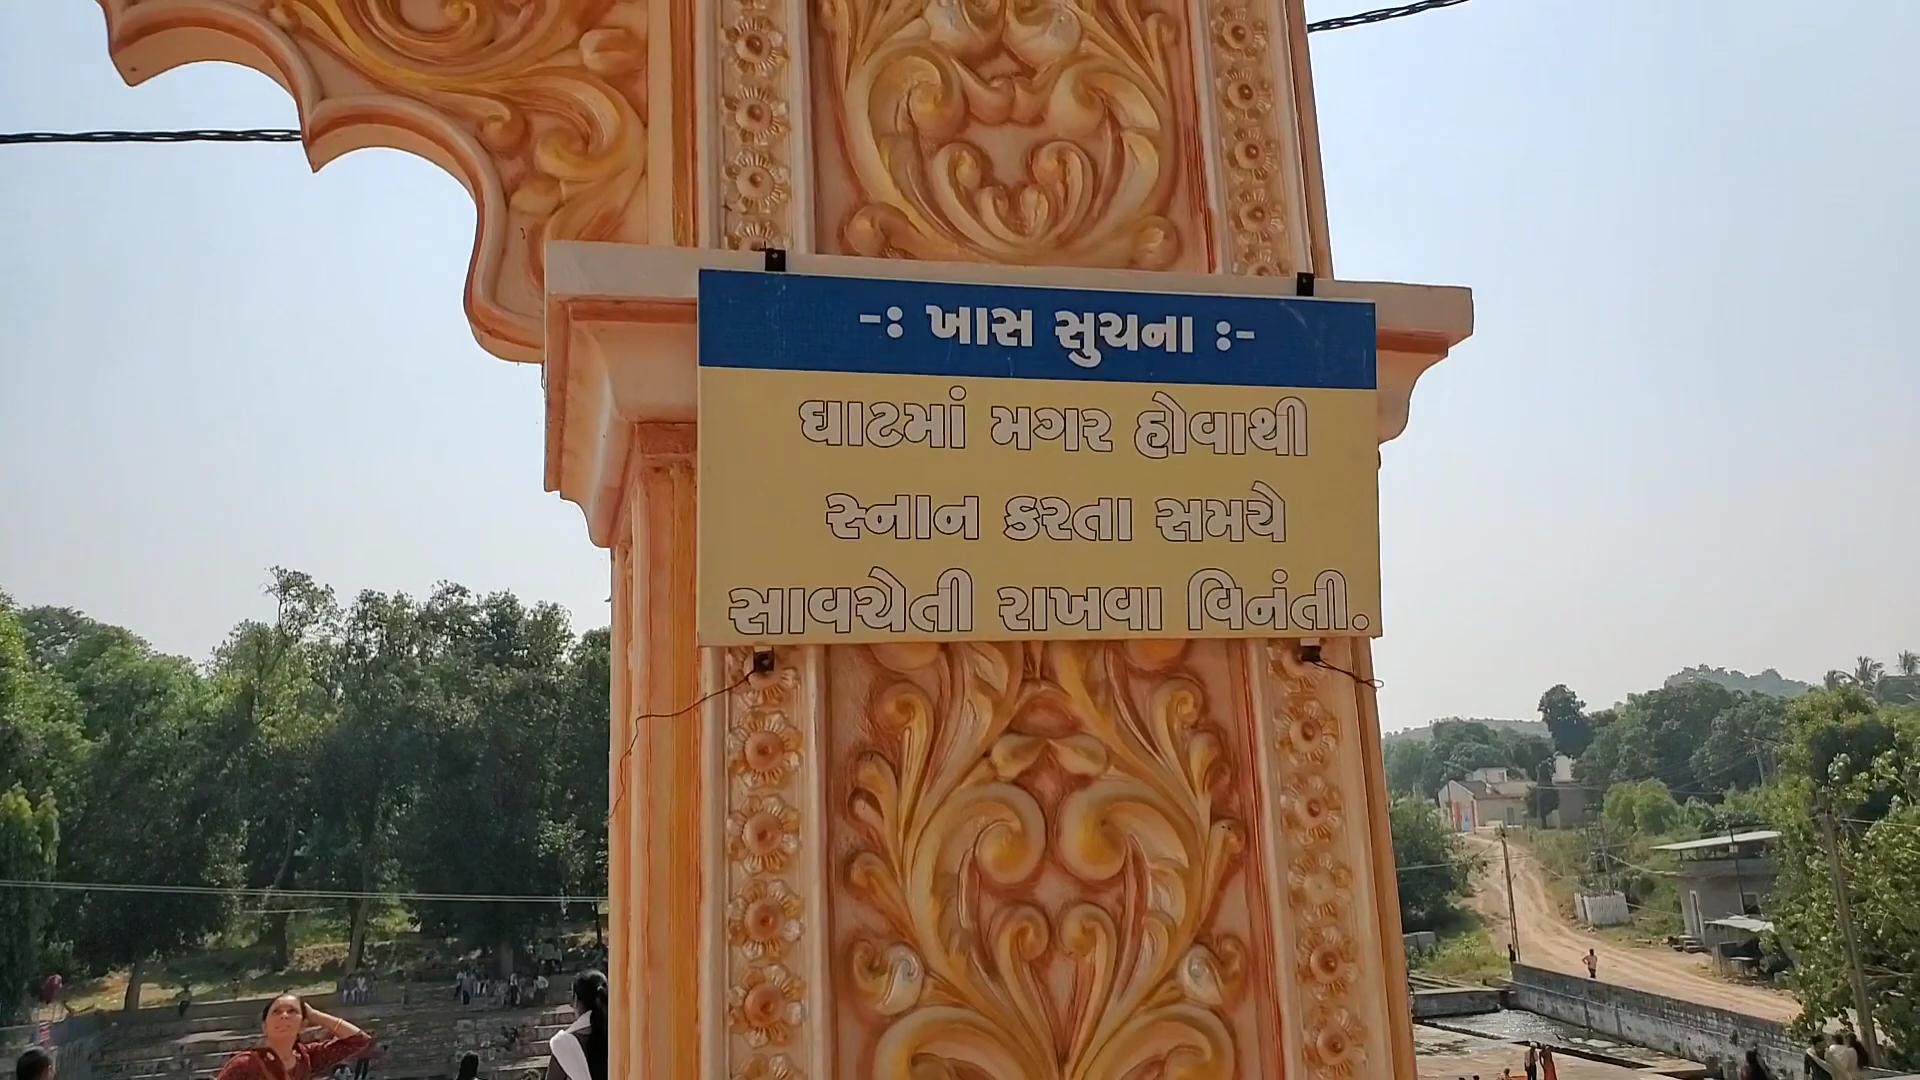 -: ખાસ સુચના :-
ઘાટમાં મગર હોવાથી
સ્નાન કરતા સમયે
સાવચેતી રાખવા વિનંતી.